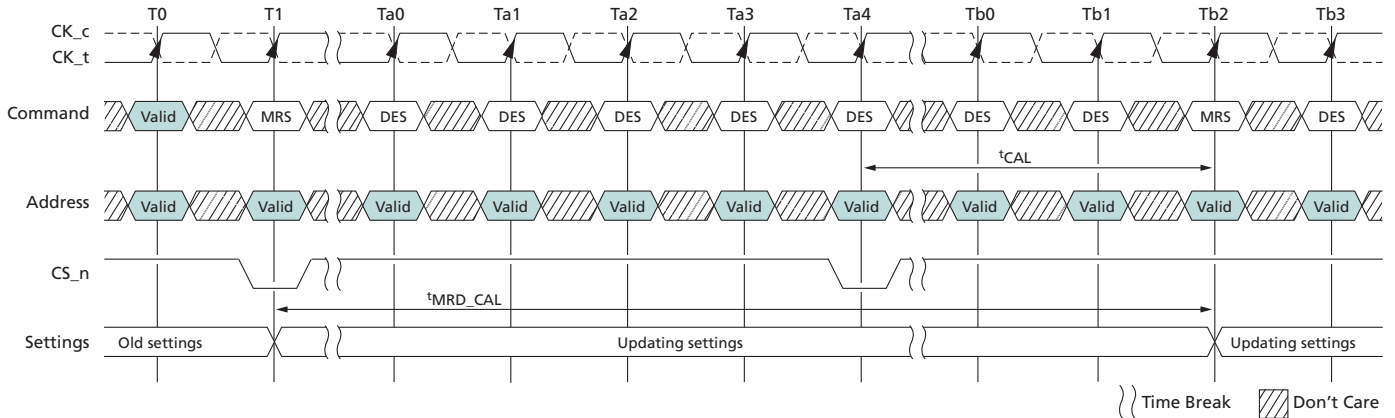 T0 T1 Ta0 Ta1 Ta2 Ta3 Ta4 Tb0 Tb1 Tb2 Tb3
CK_c
CK_t
Command Valid MRS DES DES DES DES DES DES DES MRS DES
tCAL
Address Valid Valid Valid Valid Valid Valid Valid Valid Valid Valid Valid
CS_n
tMRD_CAL
Settings Old settings Updating settings Updating settings
Time Break Don't Care